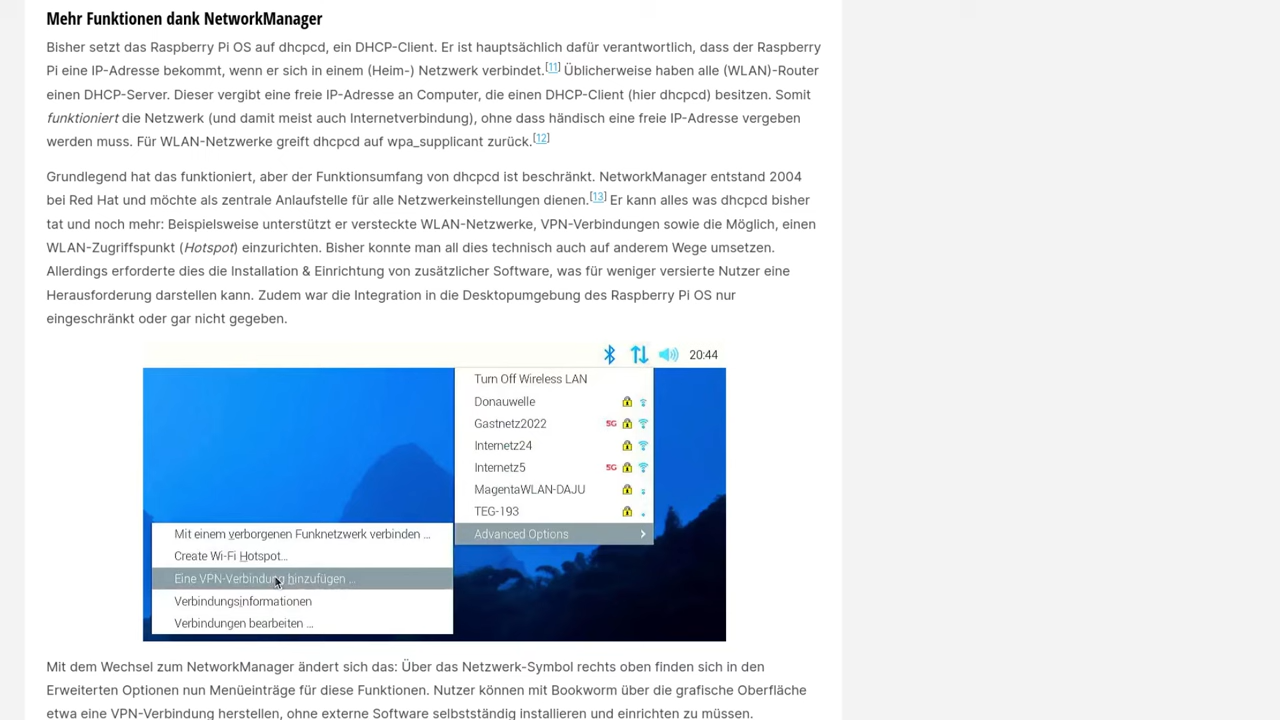 Mehr Funktionen dank NetworkManager
Bisher setzt das Raspberry Pi OS auf dhcpcd, ein DHCP-Client. Er ist hauptsächlich dafür verantwortlich, dass der Raspberry
Pi eine IP-Adresse bekommt, wenn er sich in einem (Heim-) Netzwerk verbindet.[11] Üblicherweise haben alle (WLAN)-Router
einen DHCP-Server. Dieser vergibt eine freie IP-Adresse an Computer, die einen DHCP-Client (hier dhcpcd) besitzen. Somit
funktioniert die Netzwerk (und damit meist auch Internetverbindung), ohne dass händisch eine freie IP-Adresse vergeben
werden muss. Für WLAN-Netzwerke greift dhcpcd auf wpa_supplicant zurück.[12]
Grundlegend hat das funktioniert, aber der Funktionsumfang von dhcpcd ist beschränkt. NetworkManager entstand 2004
bei Red Hat und möchte als zentrale Anlaufstelle für alle Netzwerkeinstellungen dienen.[13] Er kann alles was dhcpcd bisher
tat und noch mehr: Beispielsweise unterstützt er versteckte WLAN-Netzwerke, VPN-Verbindungen sowie die Möglich, einen
WLAN-Zugriffspunkt (Hotspot) einzurichten. Bisher konnte man all dies technisch auch auf anderem Wege umsetzen.
Allerdings erforderte dies die Installation & Einrichtung von zusätzlicher Software, was für weniger versierte Nutzer eine
Herausforderung darstellen kann. Zudem war die Integration in die Desktopumgebung des Raspberry Pi OS nur
eingeschränkt oder gar nicht gegeben.
20:44
Turn Off Wireless LAN
Donauwelle
Gastnetz2022 5G
Internetz24
Internetz5 5G
MagentaWLAN-DAJU
TEG-193
Advanced Options
Mit einem verborgenen Funknetzwerk verbinden ...
Create Wi-Fi Hotspot...
Eine VPN-Verbindung hinzufügen ...
Verbindungsinformationen
Verbindungen bearbeiten ...
Mit dem Wechsel zum NetworkManager ändert sich das: Über das Netzwerk-Symbol rechts oben finden sich in den
Erweiterten Optionen nun Menüeinträge für diese Funktionen. Nutzer können mit Bookworm über die grafische Oberfläche
etwa eine VPN-Verbindung herstellen, ohne externe Software selbstständig installieren und einrichten zu müssen.